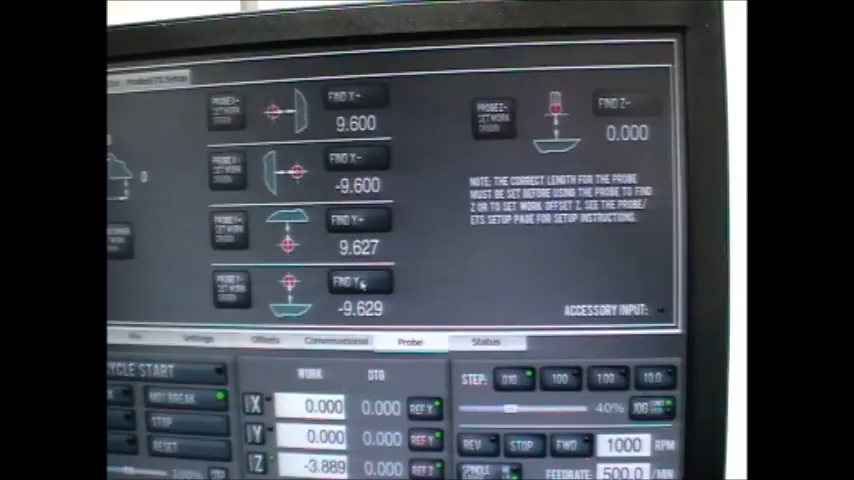 Probe/ETS Setup
PROBE X+
SET WORK
ORIGIN
FIND X+
9.600
PROBE X-
SET WORK
ORIGIN
FIND X-
-9.600
PROBE Y+
SET WORK
ORIGIN
FIND Y+
9.627
PROBE Y-
SET WORK
ORIGIN
FIND Y-
-9.629
D
PROBE Z-
SET WORK
ORIGIN
FIND Z-
0.000
NOTE: THE CORRECT LENGTH FOR THE PROBE
MUST BE SET BEFORE USING THE PROBE TO FIND
Z OR TO SET WORK OFFSET Z. SEE THE PROBE/
ETS SETUP PAGE FOR SETUP INSTRUCTIONS.
ACCESSORY INPUT:
File Settings Offsets Conversational Probe Status
CYCLE START
M01 BREAK
STOP
RESET
100%
WORK DTG
X 0.000 0.000 REF X
Y 0.000 0.000 REF Y
Z -3.889 0.000 REF Z
STEP: .010 .100 1.00 10.0
40% JOG
REV STOP FWD 1000 RPM
SPINDLE
FEEDRATE: 500.0 /MIN